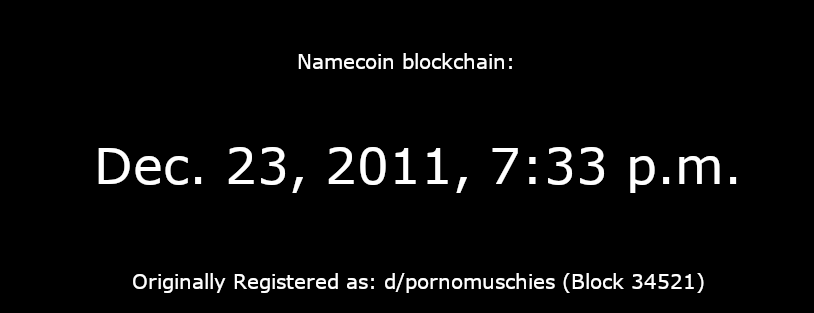 Namecoin blockchain:
Dec. 23, 2011, 7:33 p.m.
Originally Registered as: d/pornomuschies (Block 34521)